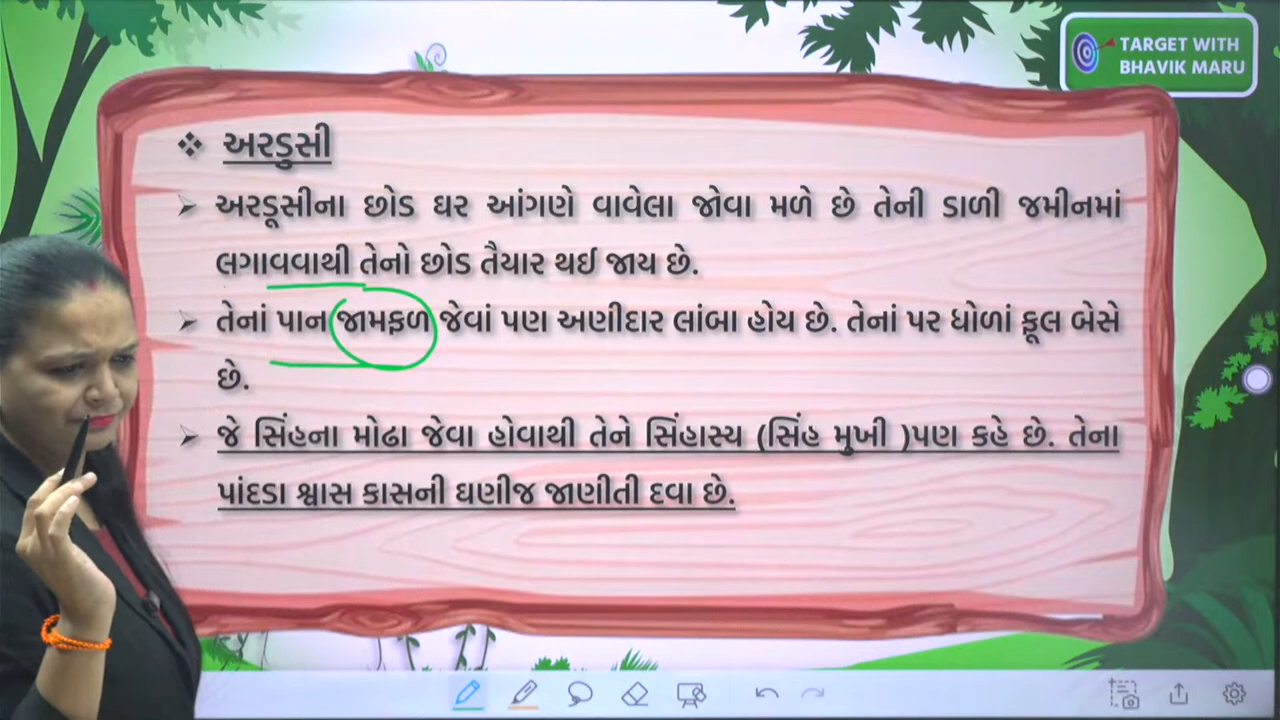 TARGET WITH
BHAVIK MARU
❖ અરડુસી
➢ અરડૂસીના છોડ ઘર આંગણે વાવેલા જોવા મળે છે તેની ડાળી જમીનમાં
લગાવવાથી તેનો છોડ તૈયાર થઈ જાય છે.
➢ તેનાં પાન જામફળ જેવાં પણ અણીદાર લાંબા હોય છે. તેનાં પર ધોળાં ફૂલ બેસે
છે.
➢ જે સિંહના મોઢા જેવા હોવાથી તેને સિંહાસ્ય (સિંહ મુખી )પણ કહે છે. તેના
પાંદડા શ્વાસ કાસની ઘણીજ જાણીતી દવા છે.